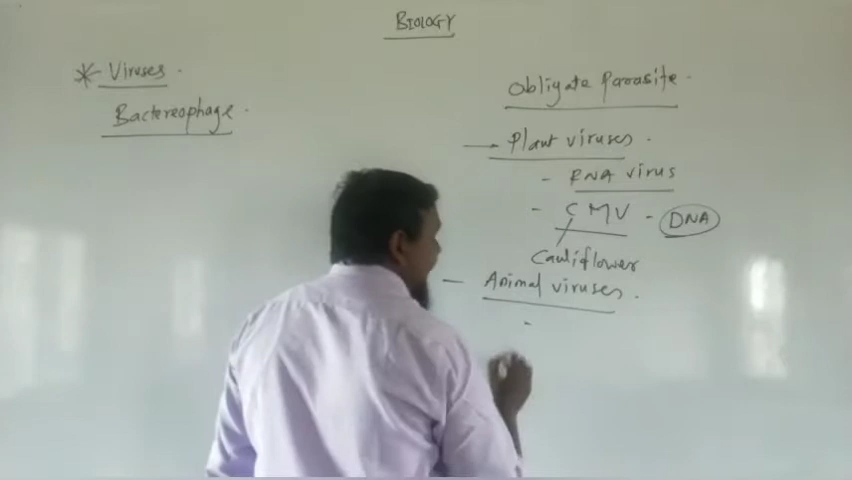 BIOLOGY
* Viruses .
Bactereophage .
Obligate Parasite .
→ Plant viruses .
- RNA virus
- CMV - DNA
Cauliflower
- Animal viruses .
-